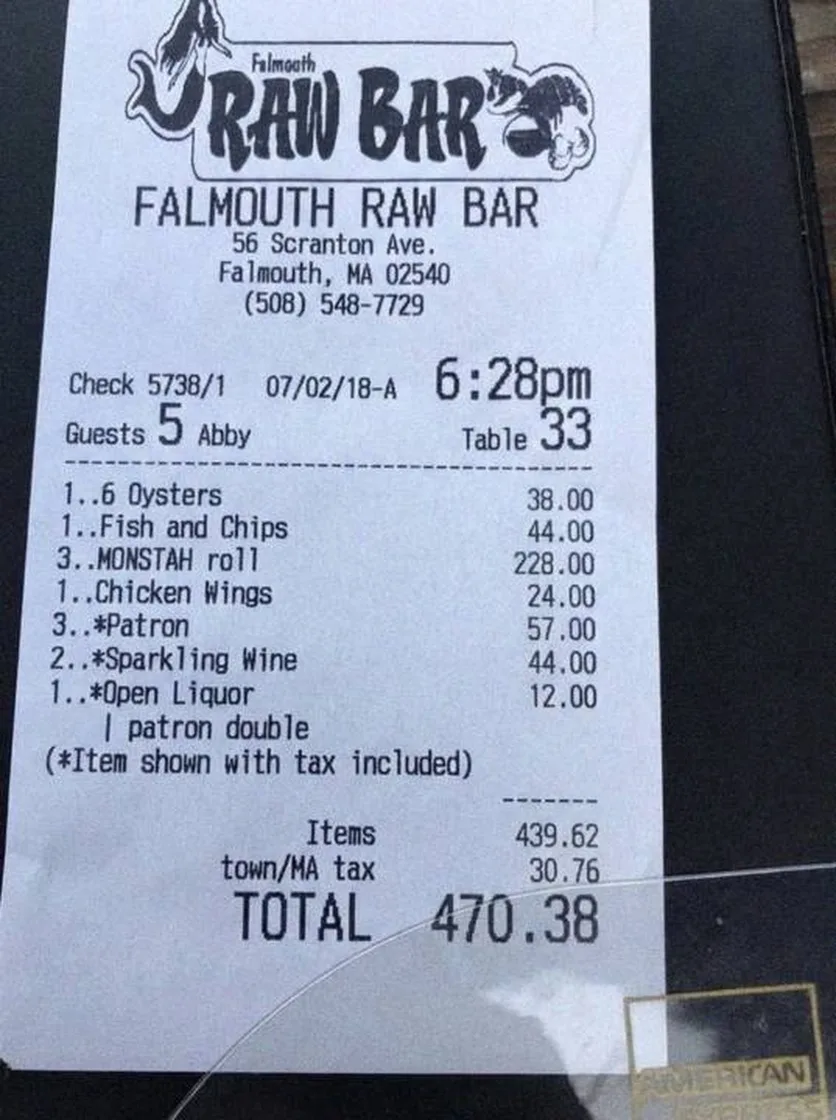 Falmouth
RAW BAR
FALMOUTH RAW BAR
56 Scranton Ave.
Falmouth, MA 02540
(508) 548-7729
Check 5738/1 07/02/18-A 6:28pm
Guests 5 Abby Table 33
1..6 Oysters 38.00
1..Fish and Chips 44.00
3..MONSTAH roll 228.00
1..Chicken Wings 24.00
3..*Patron 57.00
2..*Sparkling Wine 44.00
1..*Open Liquor 12.00
| patron double
(*Item shown with tax included)
Items 439.62
town/MA tax 30.76
TOTAL 470.38
AMERICAN